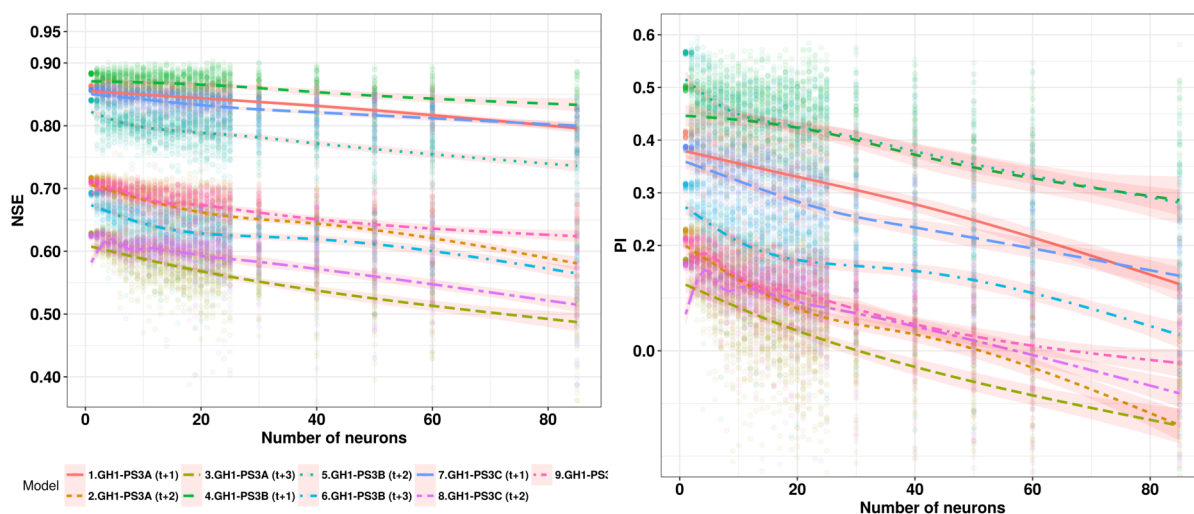 0.95
0.90
0.80
0.70
0.60
0.50
0.40
NSE
0 20 40 60 80
Number of neurons
0.6
0.5
0.4
0.3
0.2
0.0
PI
0 20 40 60 80
Number of neurons
Model
1.GH1-PS3A (t+1) 3.GH1-PS3A (t+3) 5.GH1-PS3B (t+2) 7.GH1-PS3C (t+1) 9.GH1-PS3
2.GH1-PS3A (t+2) 4.GH1-PS3B (t+1) 6.GH1-PS3B (t+3) 8.GH1-PS3C (t+2)